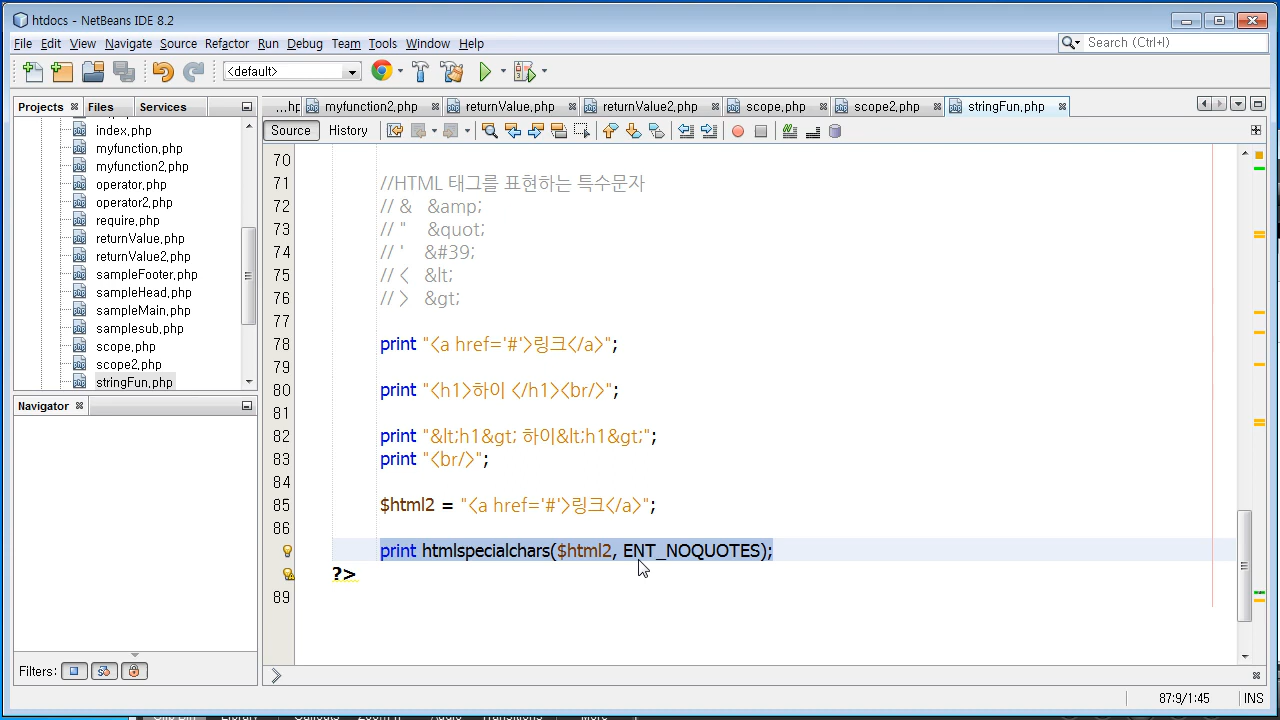 htdocs - NetBeans IDE 8.2
File Edit View Navigate Source Refactor Run Debug Team Tools Window Help
Search (Ctrl+I)
<default>
Projects Files Services
...hp myfunction2.php returnValue.php returnValue2.php scope.php scope2.php stringFun.php
Source History
index.php
myfunction.php
myfunction2.php
operator.php
operator2.php
require.php
returnValue.php
returnValue2.php
sampleFooter.php
sampleHead.php
sampleMain.php
samplesub.php
scope.php
scope2.php
stringFun.php
Navigator
Filters:
70
71 //HTML 태그를 표현하는 특수문자
72 // & &amp;
73 // " &quot;
74 // ' &#39;
75 // < &lt;
76 // > &gt;
77
78 print "<a href='#'>링크</a>";
79
80 print "<h1>하이 </h1><br/>";
81
82 print "&lt;h1&gt; 하이&lt;h1&gt;";
83 print "<br/>";
84
85 $html2 = "<a href='#'>링크</a>";
86
print htmlspecialchars($html2, ENT_NOQUOTES);
?>
89
87:9/1:45 INS